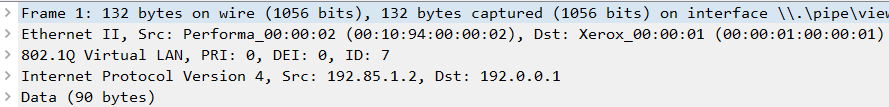 Frame 1: 132 bytes on wire (1056 bits), 132 bytes captured (1056 bits) on interface \\.\pipe\view
Ethernet II, Src: Performa_00:00:02 (00:10:94:00:00:02), Dst: Xerox_00:00:01 (00:00:01:00:00:01)
802.1Q Virtual LAN, PRI: 0, DEI: 0, ID: 7
Internet Protocol Version 4, Src: 192.85.1.2, Dst: 192.0.0.1
Data (90 bytes)